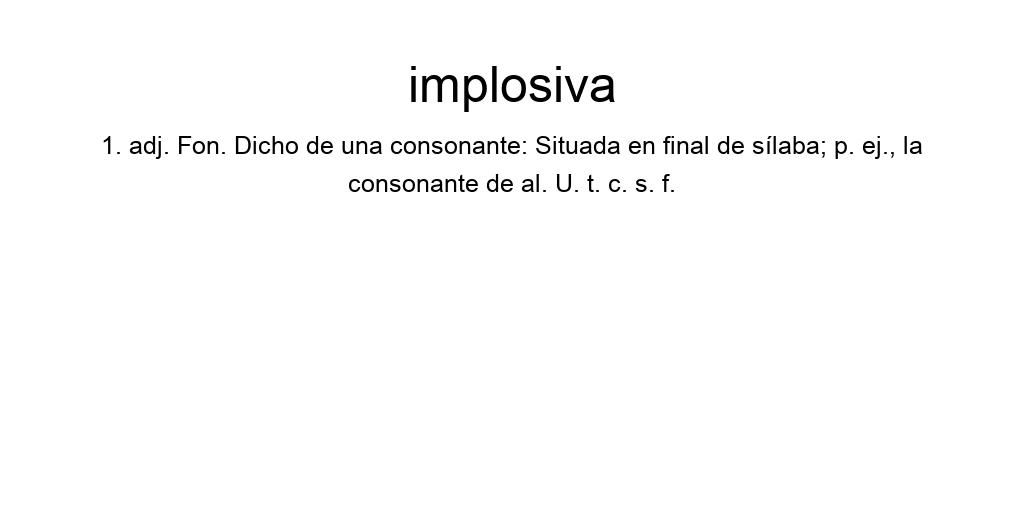 implosiva
1. adj. Fon. Dicho de una consonante: Situada en final de sílaba; p. ej., la
consonante de al. U. t. c. s. f.